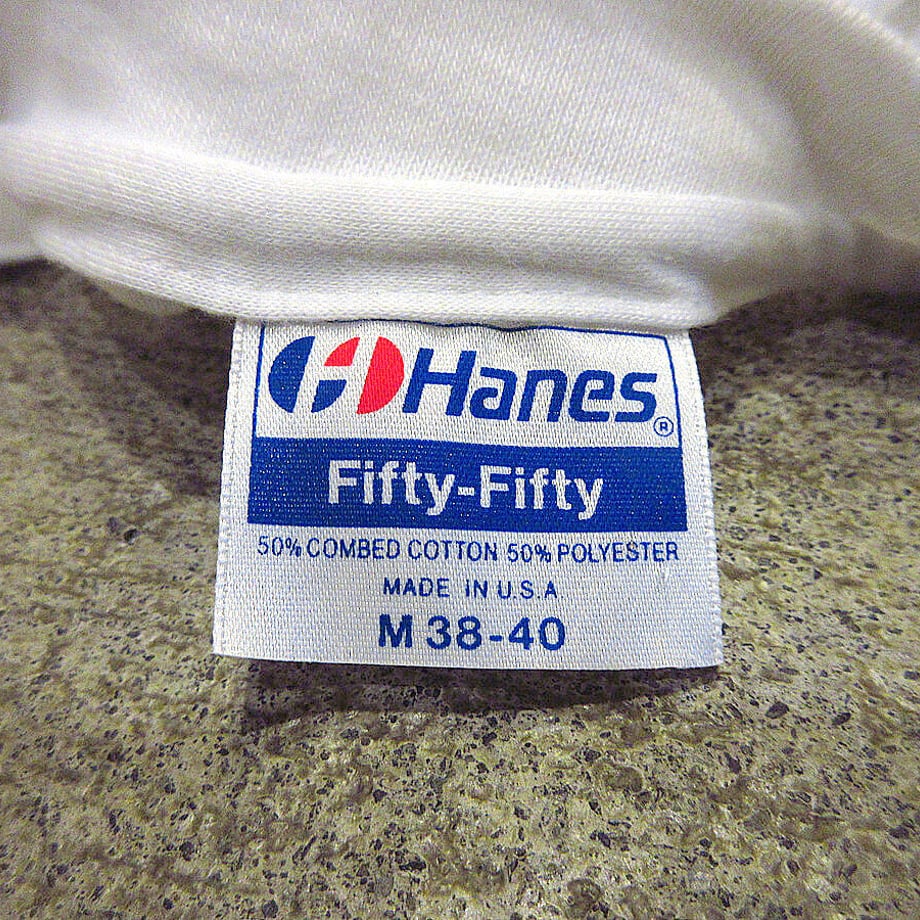 Hanes®
Fifty-Fifty
50% COMBED COTTON 50% POLYESTER
MADE IN U.S.A.
M 38-40